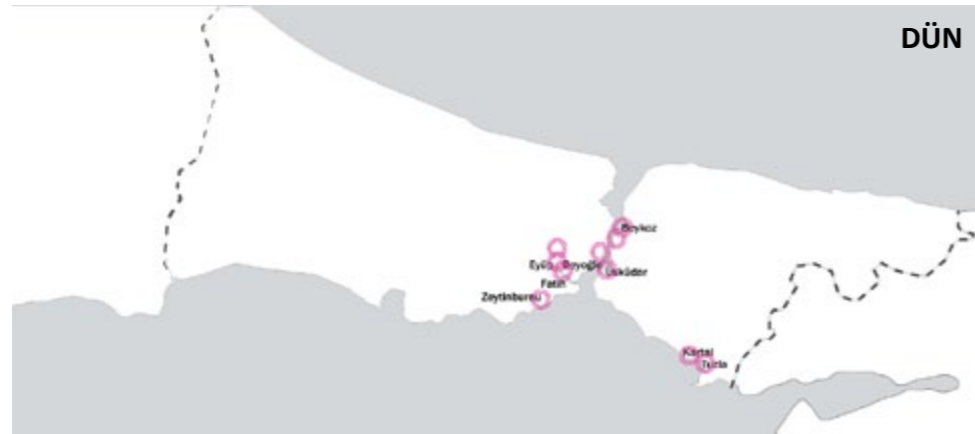 DÜN
Beykoz
Eyüp Beyoğlu
Üsküdar
Fatih
Zeytinburnu
Kartal
Tuzla